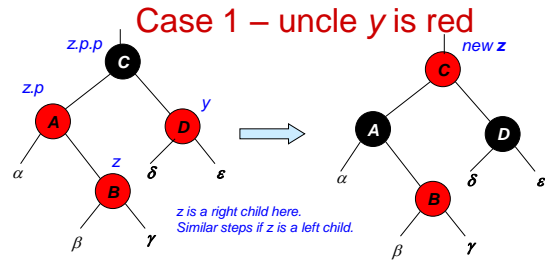 Case 1 – uncle y is red
z.p.p
new z
C
C
z.p
y
A
D
A
D
z
α
δ
ε
α
δ
ε
B
B
z is a right child here.
Similar steps if z is a left child.
β
γ
β
γ